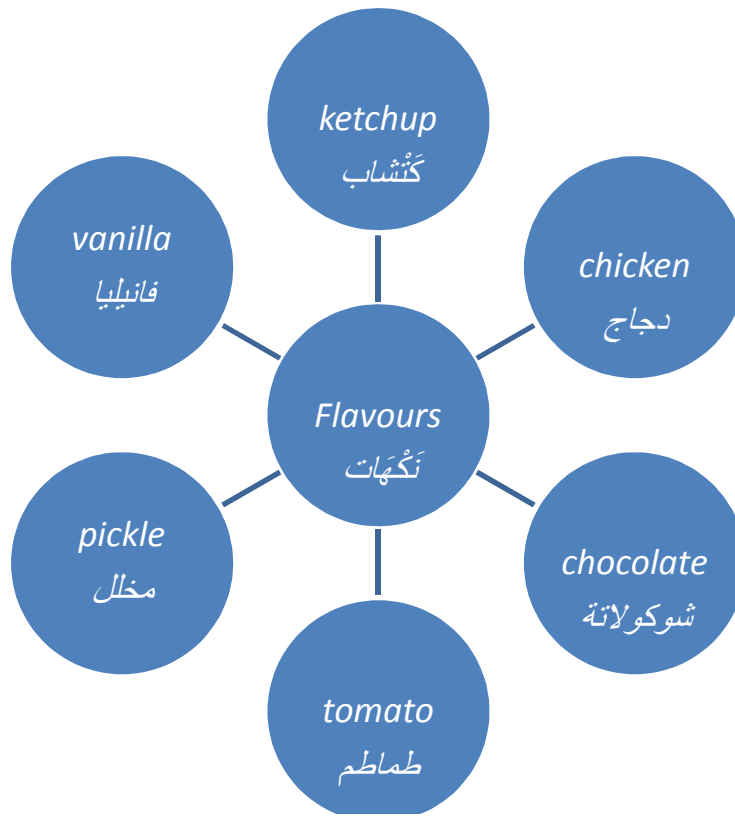 ketchup
كَتْشاب
vanilla
فانيليا
chicken
دجاج
Flavours
نَكْهَات
pickle
مخلل
chocolate
شوكولاتة
tomato
طماطم